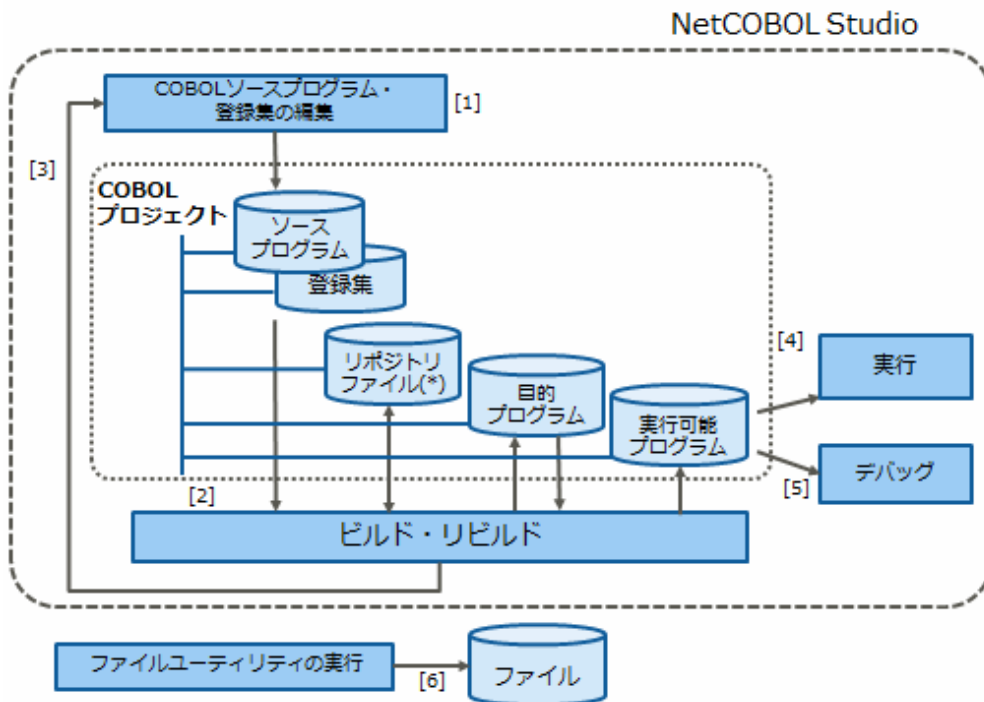 NetCOBOL Studio
COBOLソースプログラム・
登録集の編集
[1]
[3]
COBOL
プロジェクト
ソース
プログラム
登録集
リポジトリ
ファイル(*)
目的
プログラム
実行可能
プログラム
[4]
実行
[5]
デバッグ
[2]
ビルド・リビルド
ファイルユーティリティの実行
[6]
ファイル